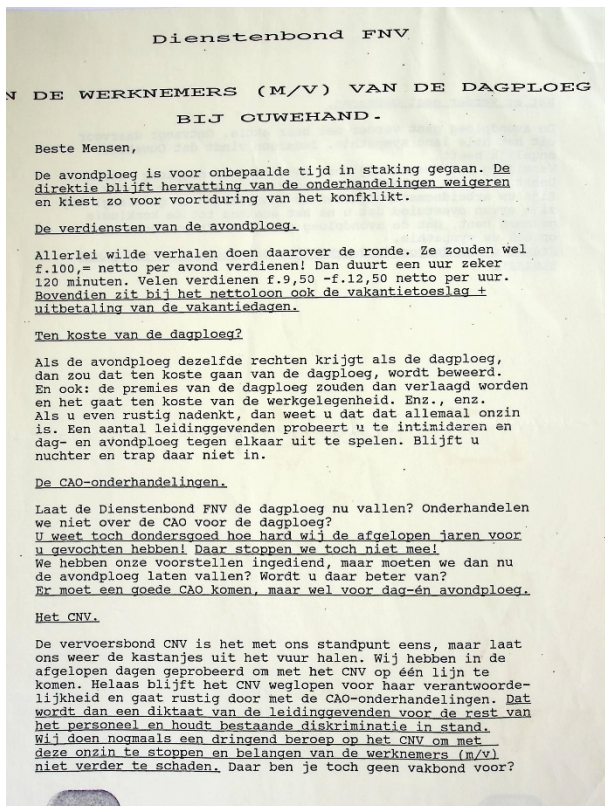 Dienstenbond FNV
N DE WERKNEMERS (M/V) VAN DE DAGPLOEG
BIJ OUWEHAND.
Beste Mensen,
De avondploeg is voor onbepaalde tijd in staking gegaan. De
direktie blijft hervatting van de onderhandelingen weigeren
en kiest zo voor voortduring van het konfklikt.
De verdiensten van de avondploeg.
Allerlei wilde verhalen doen daarover de ronde. Ze zouden wel
f.100,= netto per avond verdienen! Dan duurt een uur zeker
120 minuten. Velen verdienen f.9,50 -f.12,50 netto per uur.
Bovendien zit bij het nettoloon ook de vakantietoeslag +
uitbetaling van de vakantiedagen.
Ten koste van de dagploeg?
Als de avondploeg dezelfde rechten krijgt als de dagploeg,
dan zou dat ten koste gaan van de dagploeg, wordt beweerd.
En ook: de premies van de dagploeg zouden dan verlaagd worden
en het gaat ten koste van de werkgelegenheid. Enz., enz.
Als u even rustig nadenkt, dan weet u dat dat allemaal onzin
is. Een aantal leidinggevenden probeert u te intimideren en
dag- en avondploeg tegen elkaar uit te spelen. Blijft u
nuchter en trap daar niet in.
De CAO-onderhandelingen.
Laat de Dienstenbond FNV de dagploeg nu vallen? Onderhandelen
we niet over de CAO voor de dagploeg?
U weet toch dondersgoed hoe hard wij de afgelopen jaren voor
u gevochten hebben! Daar stoppen we toch niet mee!
We hebben onze voorstellen ingediend, maar moeten we dan nu
de avondploeg laten vallen? Wordt u daar beter van?
Er moet een goede CAO komen, maar wel voor dag-én avondploeg.
Het CNV.
De vervoersbond CNV is het met ons standpunt eens, maar laat
ons weer de kastanjes uit het vuur halen. Wij hebben in de
afgelopen dagen geprobeerd om met het CNV op één lijn te
komen. Helaas blijft het CNV weglopen voor haar verantwoorde-
lijkheid en gaat rustig door met de CAO-onderhandelingen. Dat
wordt dan een diktaat van de leidinggevenden voor de rest van
het personeel en houdt bestaande diskriminatie in stand.
Wij doen nogmaals een dringend beroep op het CNV om met
deze onzin te stoppen en belangen van de werknemers (m/v)
niet verder te schaden. Daar ben je toch geen vakbond voor?